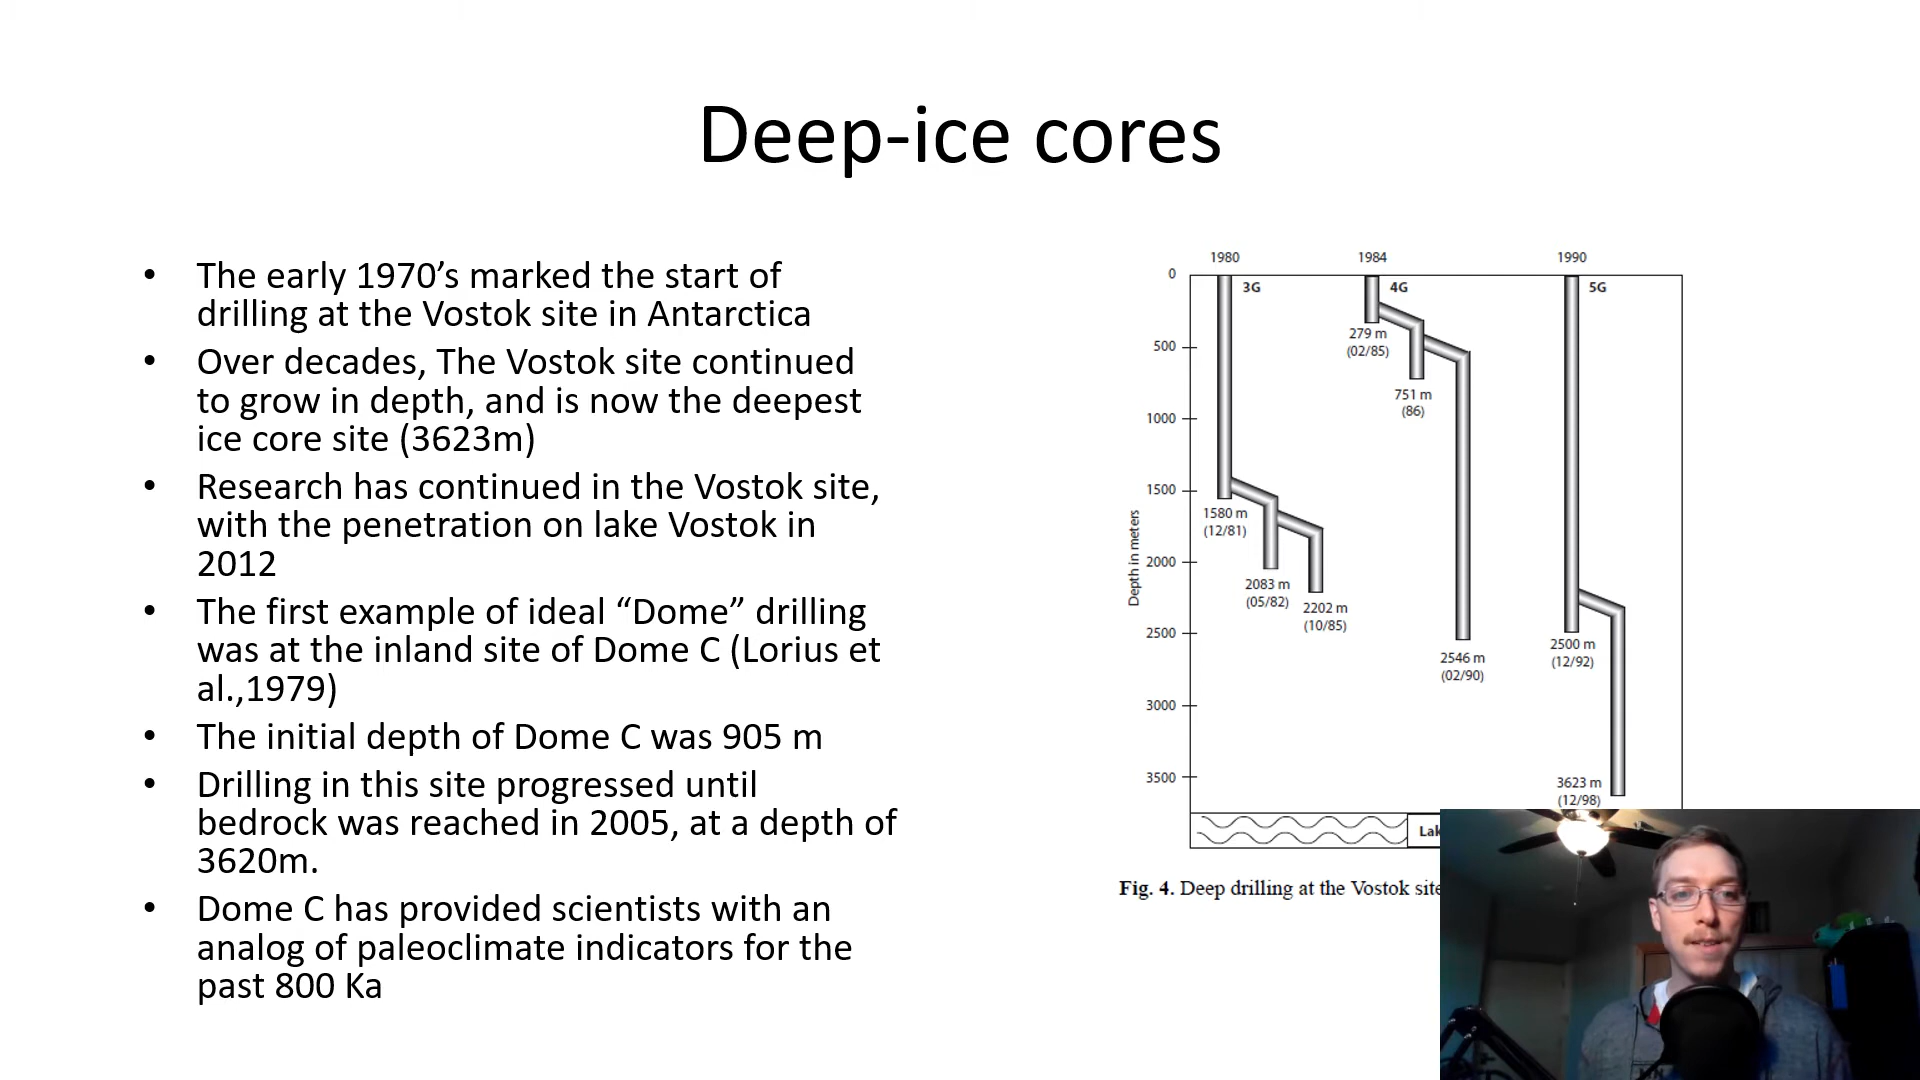 Deep-ice cores
• The early 1970’s marked the start of
drilling at the Vostok site in Antarctica
• Over decades, The Vostok site continued
to grow in depth, and is now the deepest
ice core site (3623m)
• Research has continued in the Vostok site,
with the penetration on lake Vostok in
2012
• The first example of ideal “Dome” drilling
was at the inland site of Dome C (Lorius et
al.,1979)
• The initial depth of Dome C was 905 m
• Drilling in this site progressed until
bedrock was reached in 2005, at a depth of
3620m.
• Dome C has provided scientists with an
analog of paleoclimate indicators for the
past 800 Ka
1980 1984 1990
0
3G 4G 5G
279 m
(02/85)
500
751 m
(86)
1000
1500
1580 m
(12/81)
Depth in meters
2000
2083 m
(05/82)
2202 m
(10/85)
2500
2500 m
(12/92)
2546 m
(02/90)
3000
3500
3623 m
(12/98)
Fig. 4. Deep drilling at the Vostok site